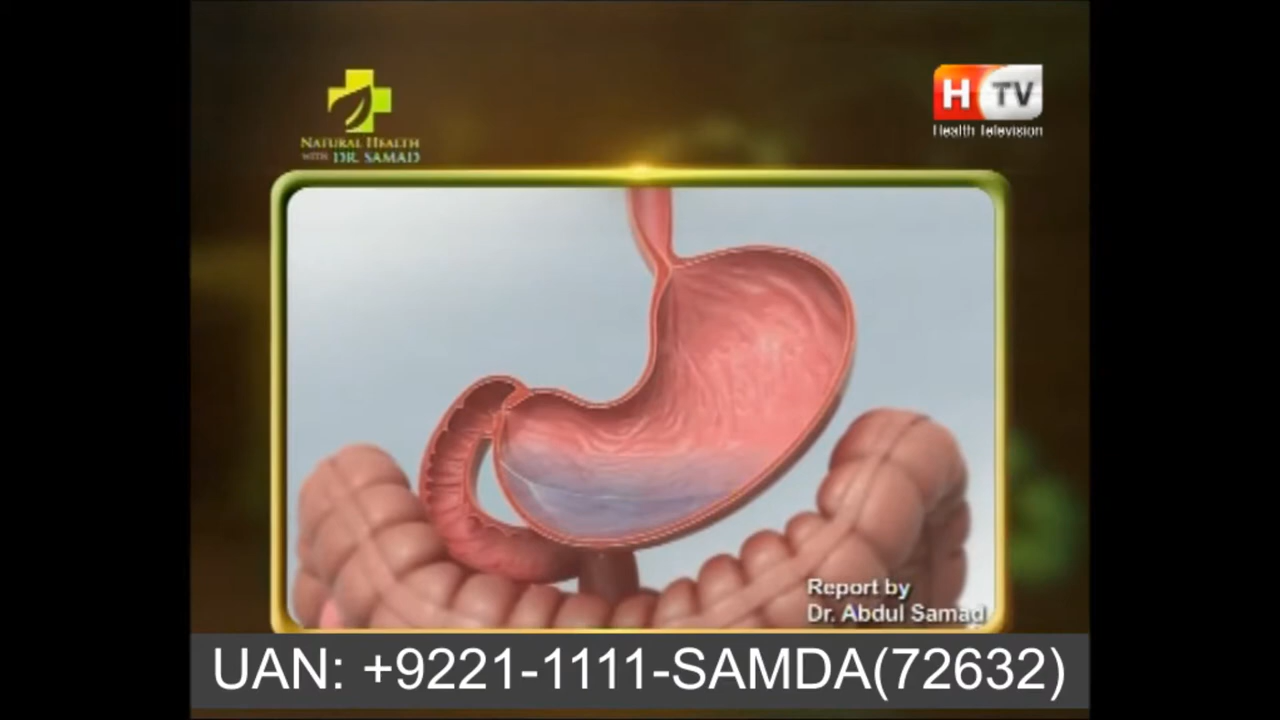 NATURAL HEALTH
WITH DR. SAMAD
H TV
Health Television
Report by
Dr. Abdul Samad
UAN: +9221-1111-SAMDA(72632)